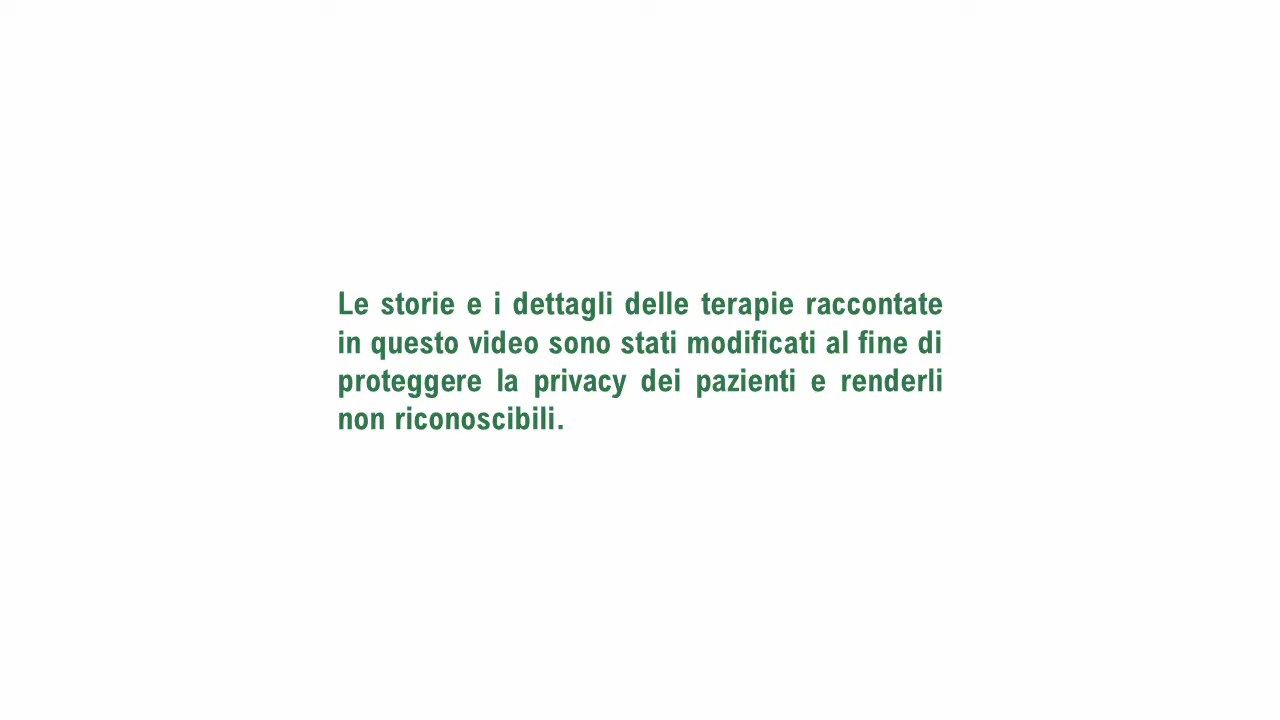 Le storie e i dettagli delle terapie raccontate
in questo video sono stati modificati al fine di
proteggere la privacy dei pazienti e renderli
non riconoscibili.